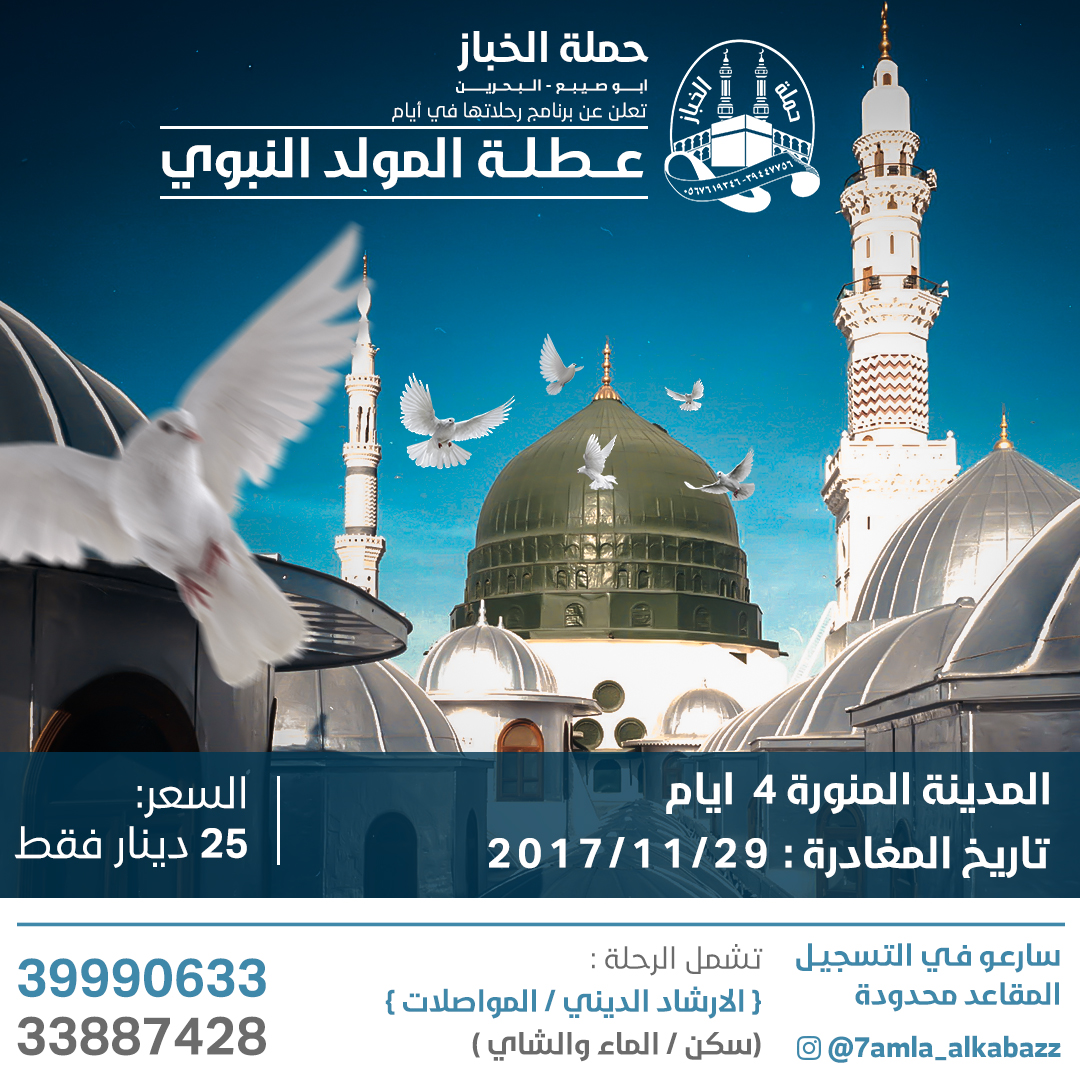 حملة الخباز
ابو صيبع - البحرين
تعلن عن برنامج رحلاتها في أيام
عطلة المولد النبوي
حملة الخباز
٠٥٦٧٦١٩٣٤٦-٣٩٤٤٧٧٥٦
المدينة المنورة 4 ايام
تاريخ المغادرة : 2017/11/29
السعر:
25 دينار فقط
سارعو في التسجيل
المقاعد محدودة
@7amla_alkabazz
تشمل الرحلة :
{ الارشاد الديني / المواصلات }
(سكن / الماء والشاي )
39990633
33887428